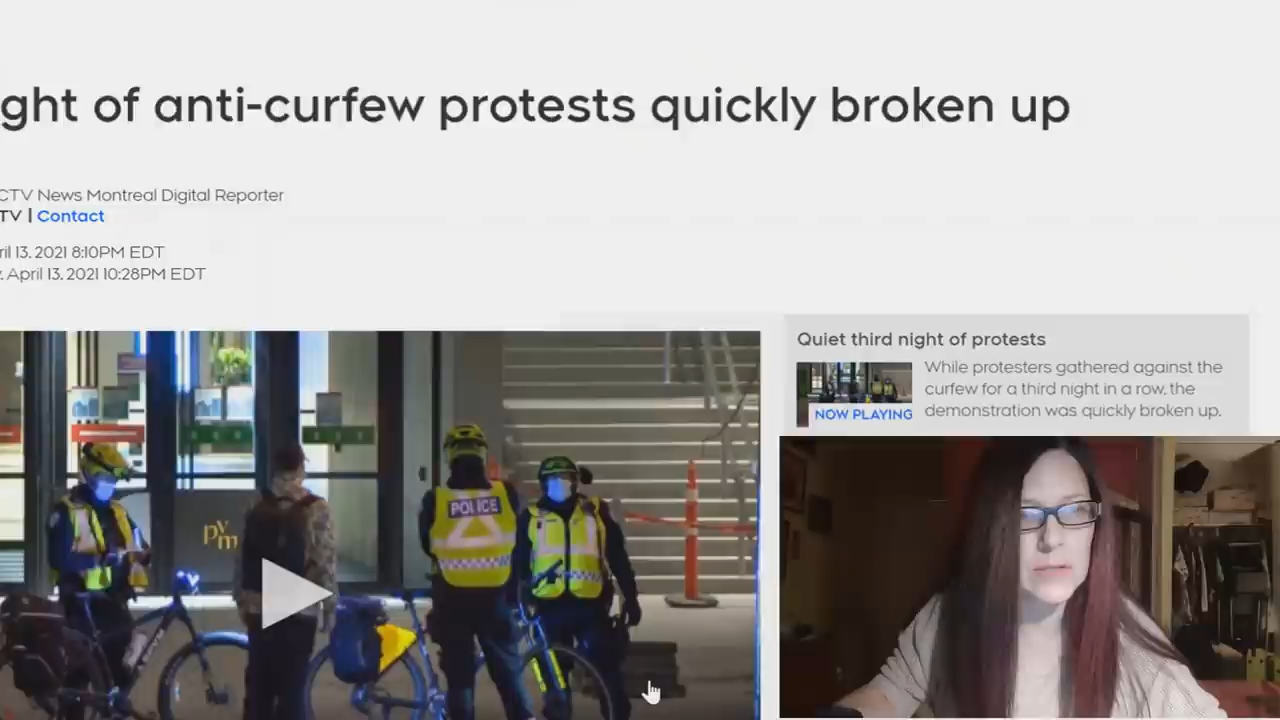 ght of anti-curfew protests quickly broken up
CTV News Montreal Digital Reporter
TV | Contact
ril 13, 2021 8:10PM EDT
y, April 13, 2021 10:28PM EDT
Quiet third night of protests
While protesters gathered against the
curfew for a third night in a row, the
demonstration was quickly broken up.
NOW PLAYING
POLICE
pvm